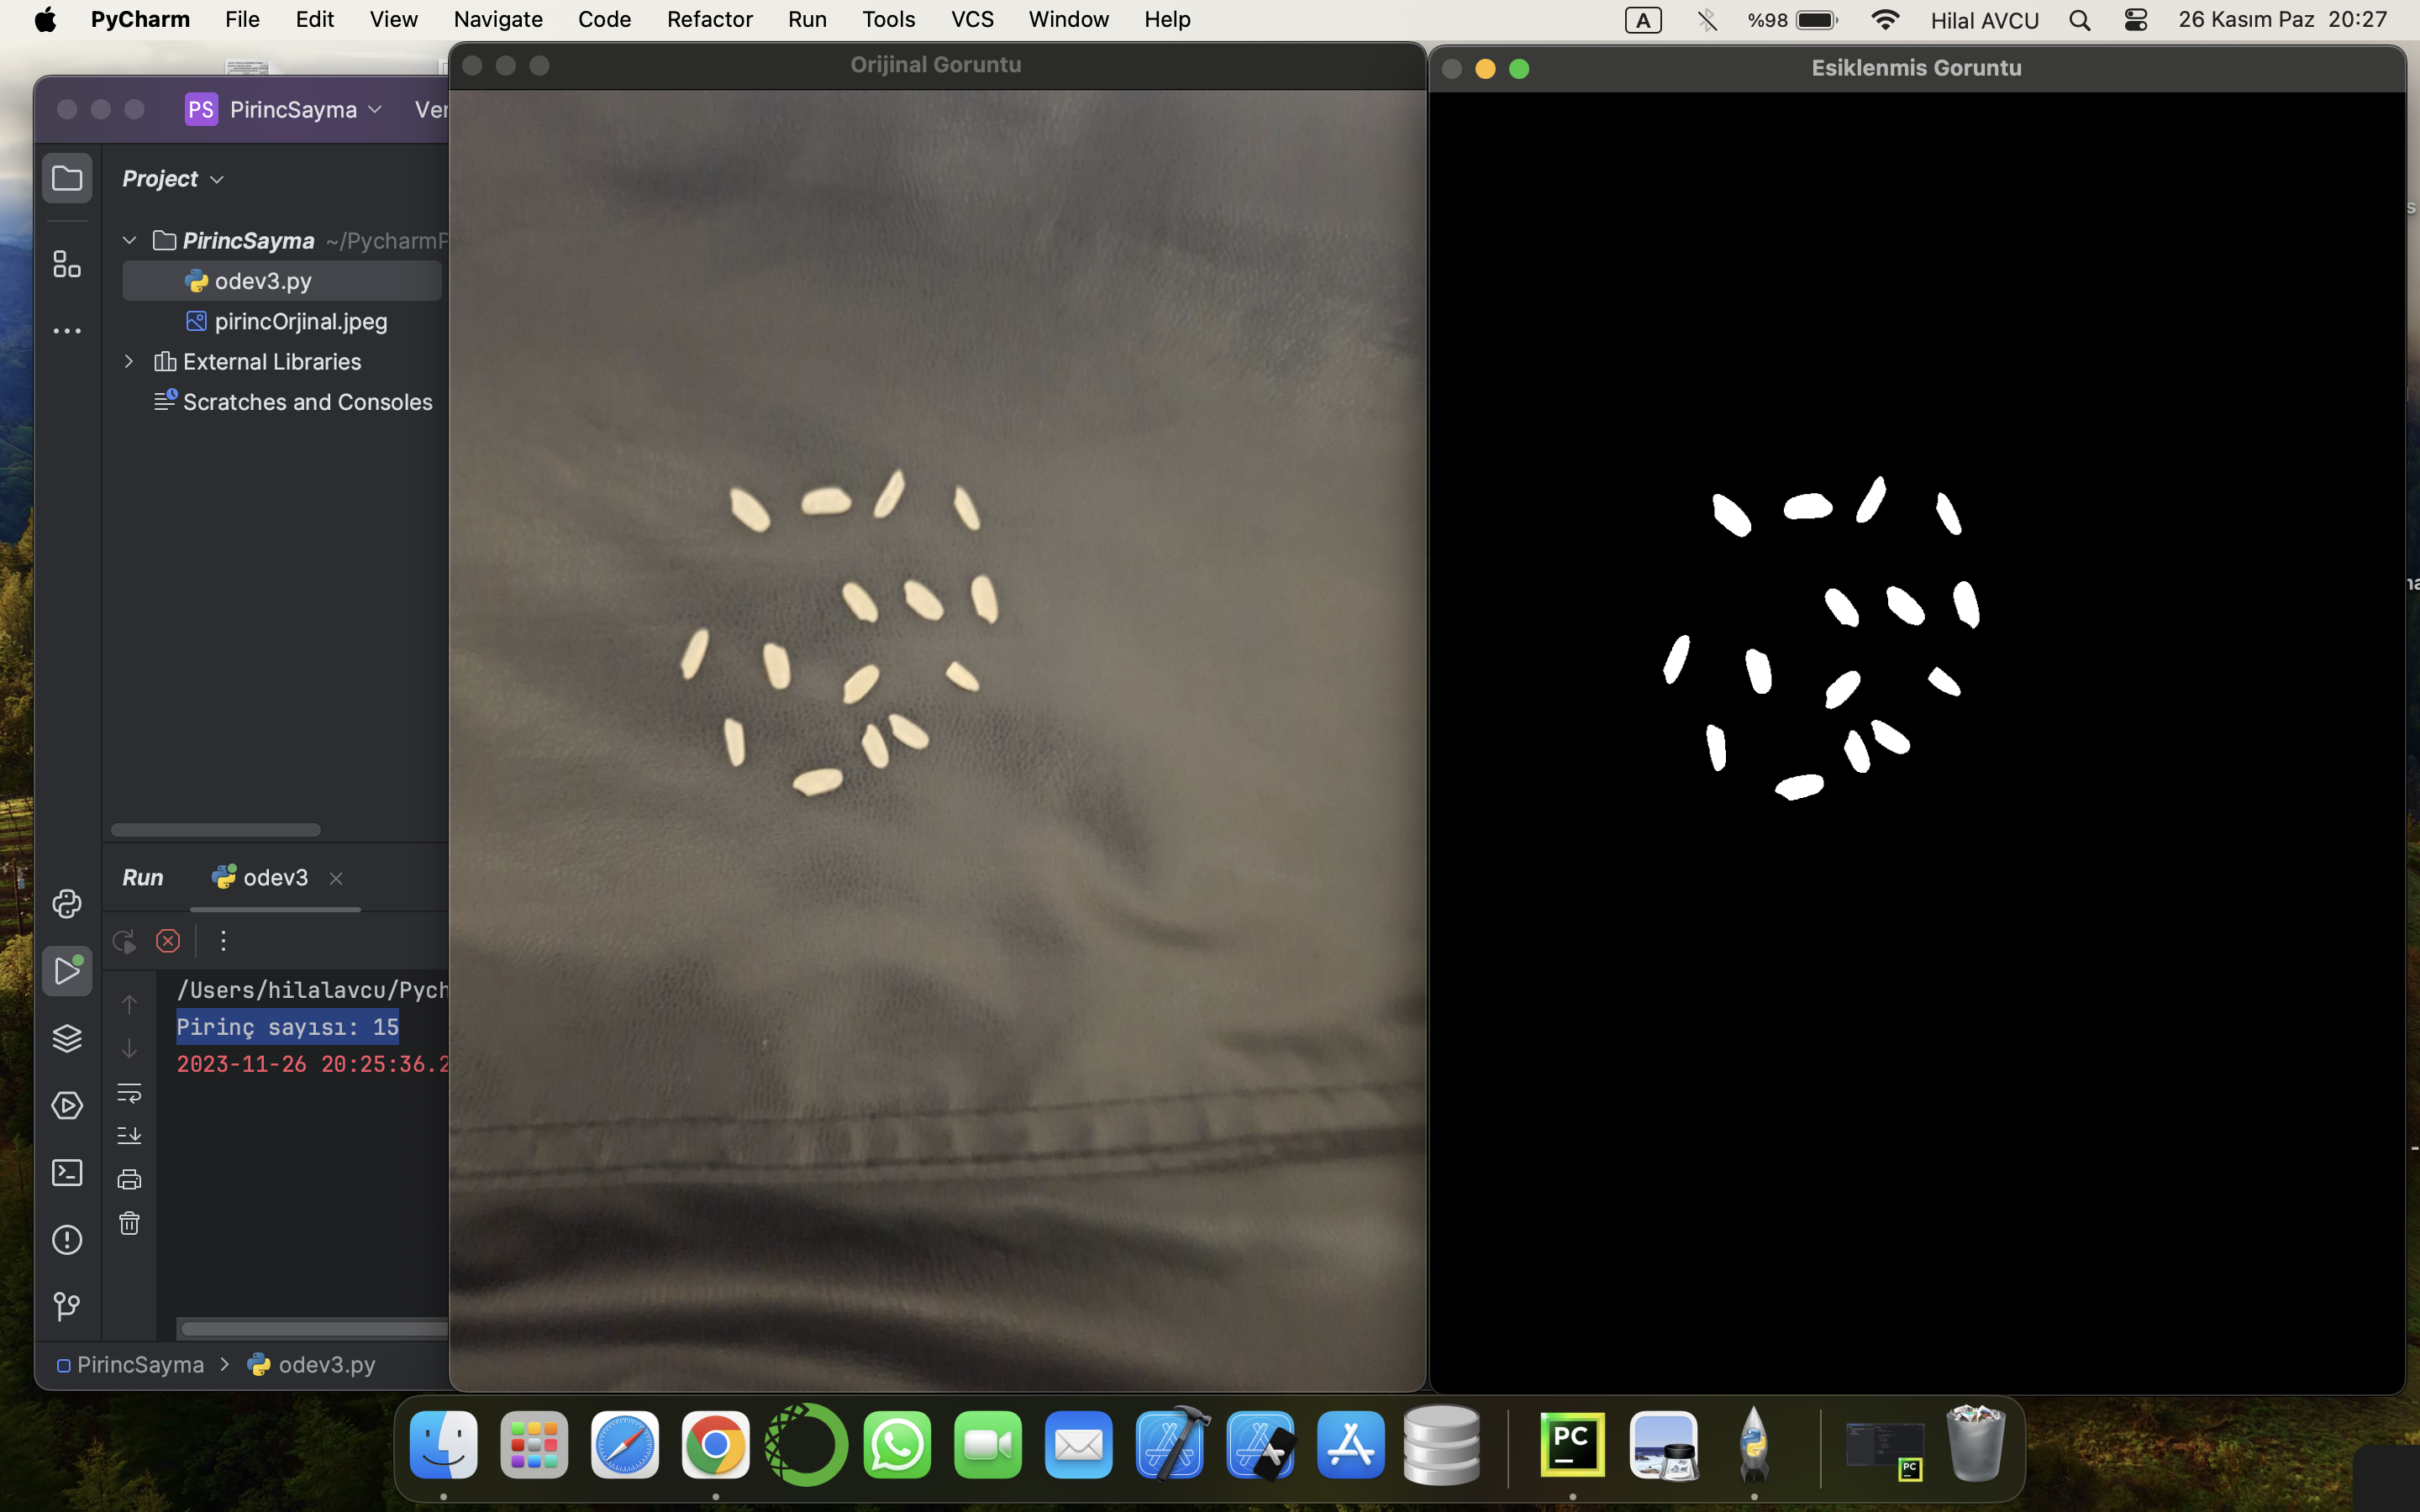 PyCharm File Edit View Navigate Code Refactor Run Tools VCS Window Help A %98 Hilal AVCU 26 Kasım Paz 20:27
Orijinal Goruntu
Esiklenmis Goruntu
PS PirincSayma Ver
Project
PirincSayma ~/PycharmP
odev3.py
pirincOrjinal.jpeg
External Libraries
Scratches and Consoles
Run odev3
/Users/hilalavcu/Pych
Pirinç sayısı: 15
2023-11-26 20:25:36.2
PirincSayma > odev3.py
PC
PC